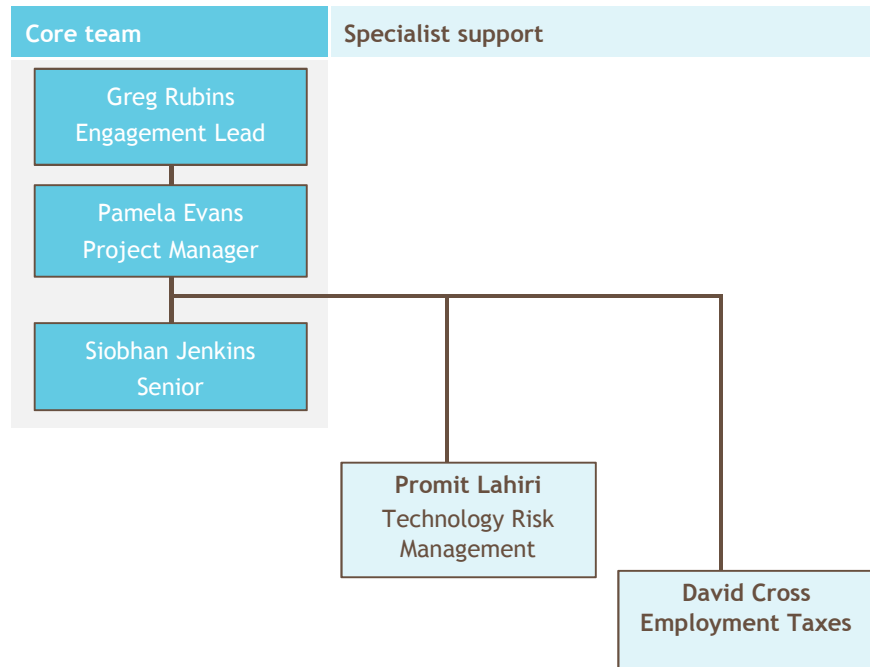 Core team
Specialist support
Greg Rubins
Engagement Lead
Pamela Evans
Project Manager
Siobhan Jenkins
Senior
Promit Lahiri
Technology Risk
Management
David Cross
Employment Taxes